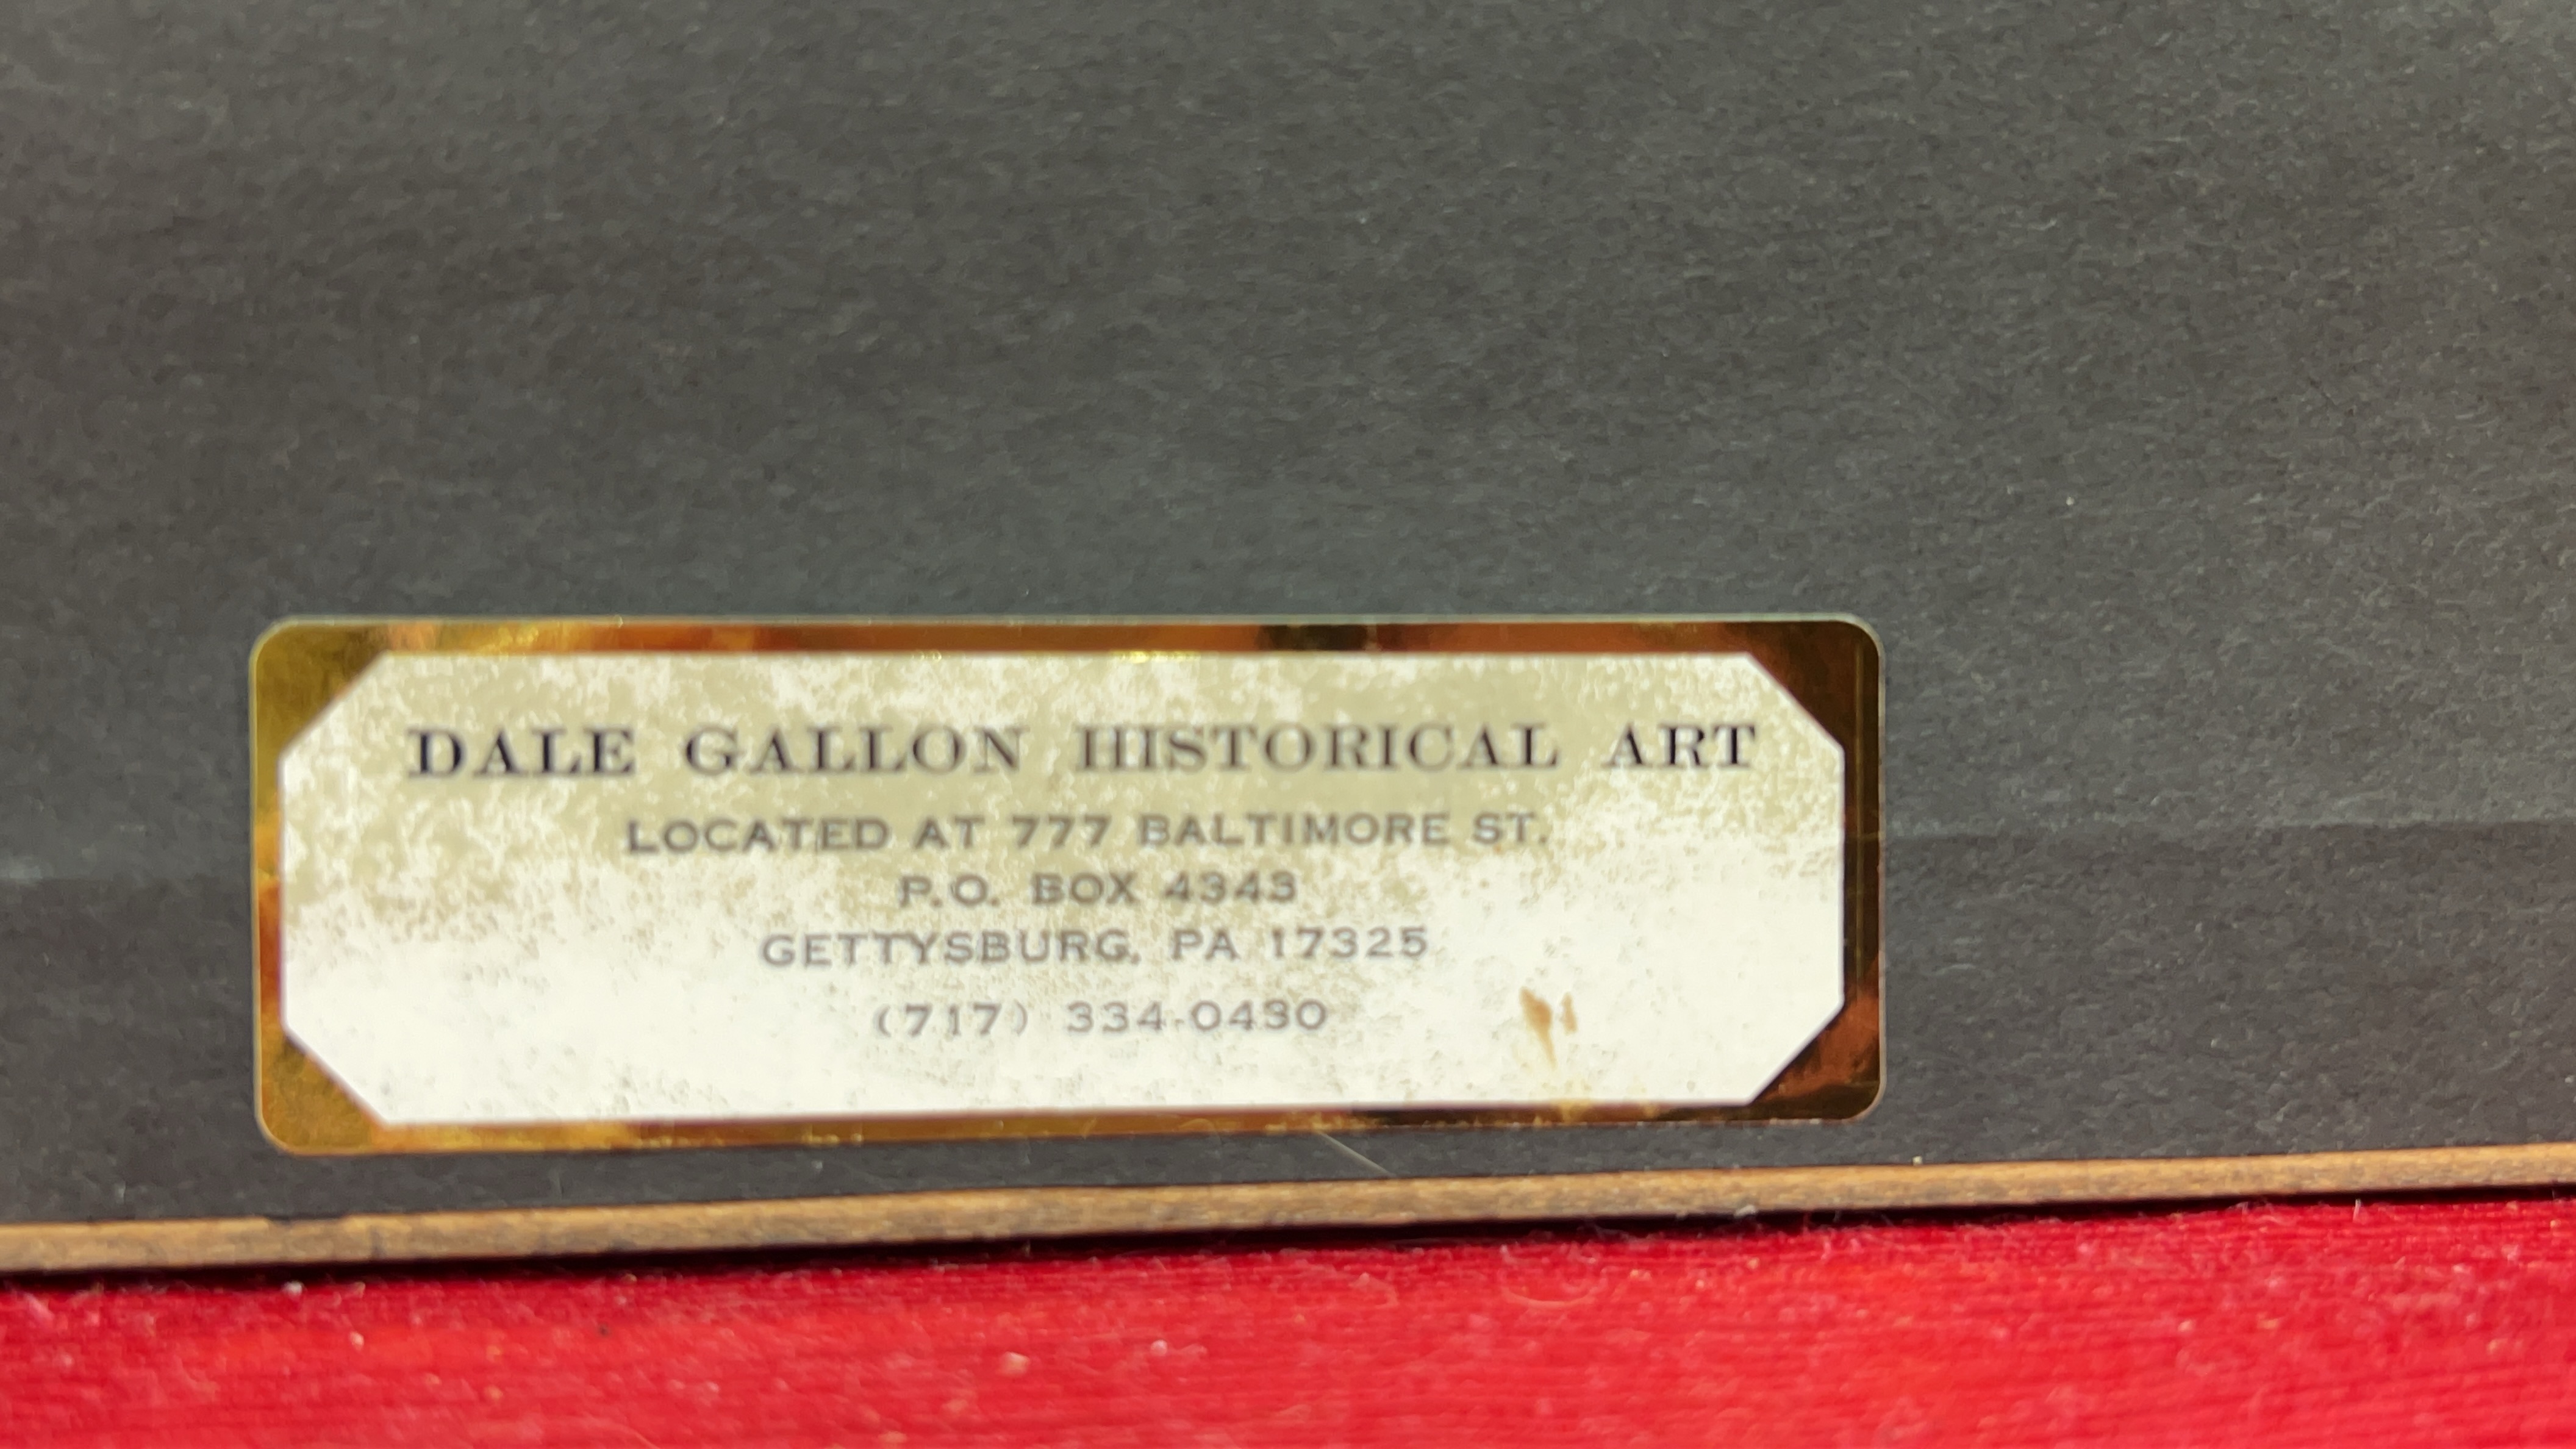 DALE GALLON HISTORICAL ART
LOCATED AT 777 BALTIMORE ST.
P.O. BOX 4343
GETTYSBURG, PA 17325
(717) 334-0430